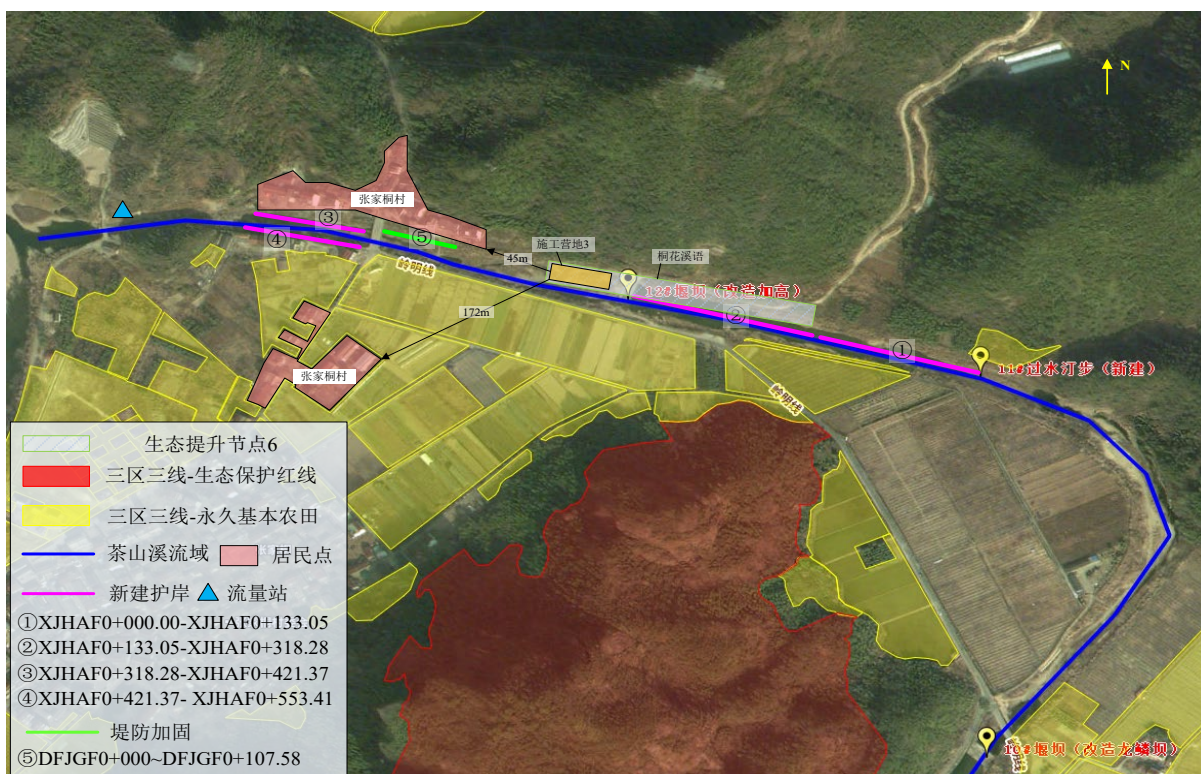 N
张家桐村
③
④
⑤
施工营地3
45m
桐花溪语
岭明线
12#堰坝（改造加高）
②
172m
①
11#过水汀步（新建）
张家桐村
岭明线
生态提升节点6
三区三线-生态保护红线
三区三线-永久基本农田
茶山溪流域
居民点
新建护岸
流量站
①XJHAF0+000.00-XJHAF0+133.05
②XJHAF0+133.05-XJHAF0+318.28
③XJHAF0+318.28-XJHAF0+421.37
④XJHAF0+421.37- XJHAF0+553.41
堤防加固
⑤DFJGF0+000~DFJGF0+107.58
10#堰坝（改造龙鳞坝）